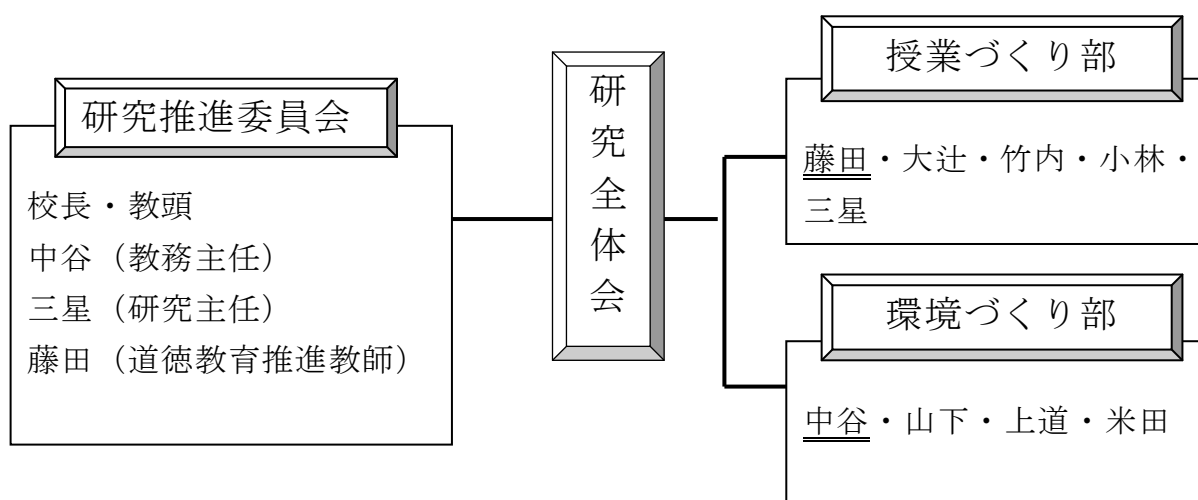 研究推進委員会
校長・教頭
中谷（教務主任）
三星（研究主任）
藤田（道徳教育推進教師）
研究全体会
授業づくり部
藤田・大辻・竹内・小林・
三星
環境づくり部
中谷・山下・上道・米田